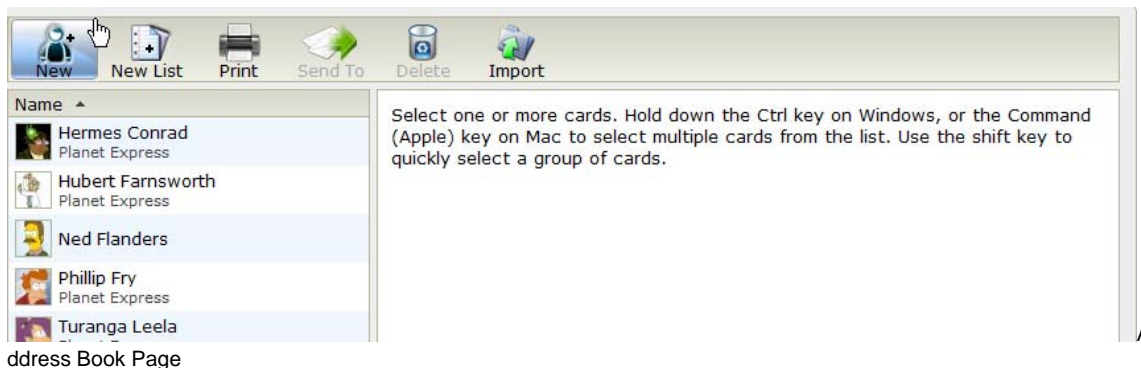 New New List Print Send To Delete Import
Name
Hermes Conrad
Planet Express
Hubert Farnsworth
Planet Express
Ned Flanders
Phillip Fry
Planet Express
Turanga Leela
Select one or more cards. Hold down the Ctrl key on Windows, or the Command
(Apple) key on Mac to select multiple cards from the list. Use the shift key to
quickly select a group of cards.
A
ddress Book Page